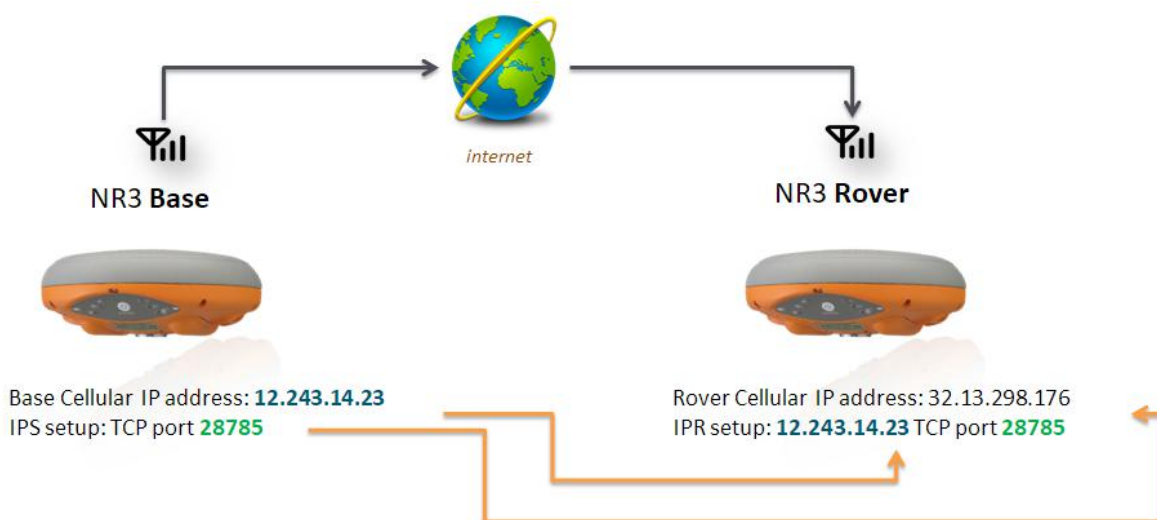 internet
NR3 Base
NR3 Rover
Base Cellular IP address: 12.243.14.23
IPS setup: TCP port 28785
Rover Cellular IP address: 32.13.298.176
IPR setup: 12.243.14.23 TCP port 28785